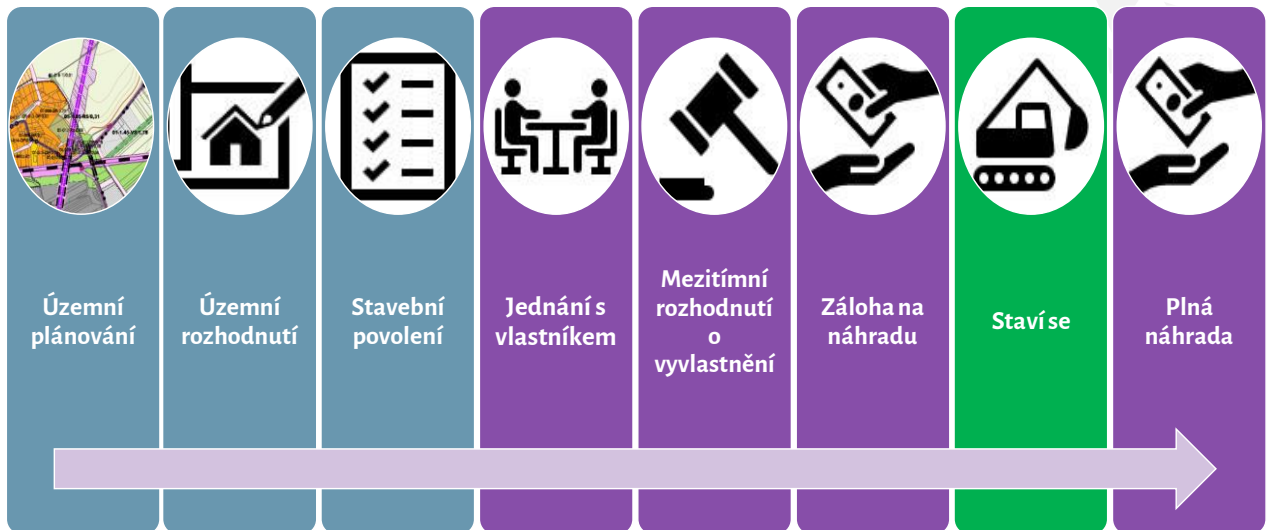 Územní
plánování
Územní
rozhodnutí
Stavební
povolení
Jednání s
vlastníkem
Mezitímní
rozhodnutí
o
vyvlastnění
Záloha na
náhradu
Staví se
Plná
náhrada